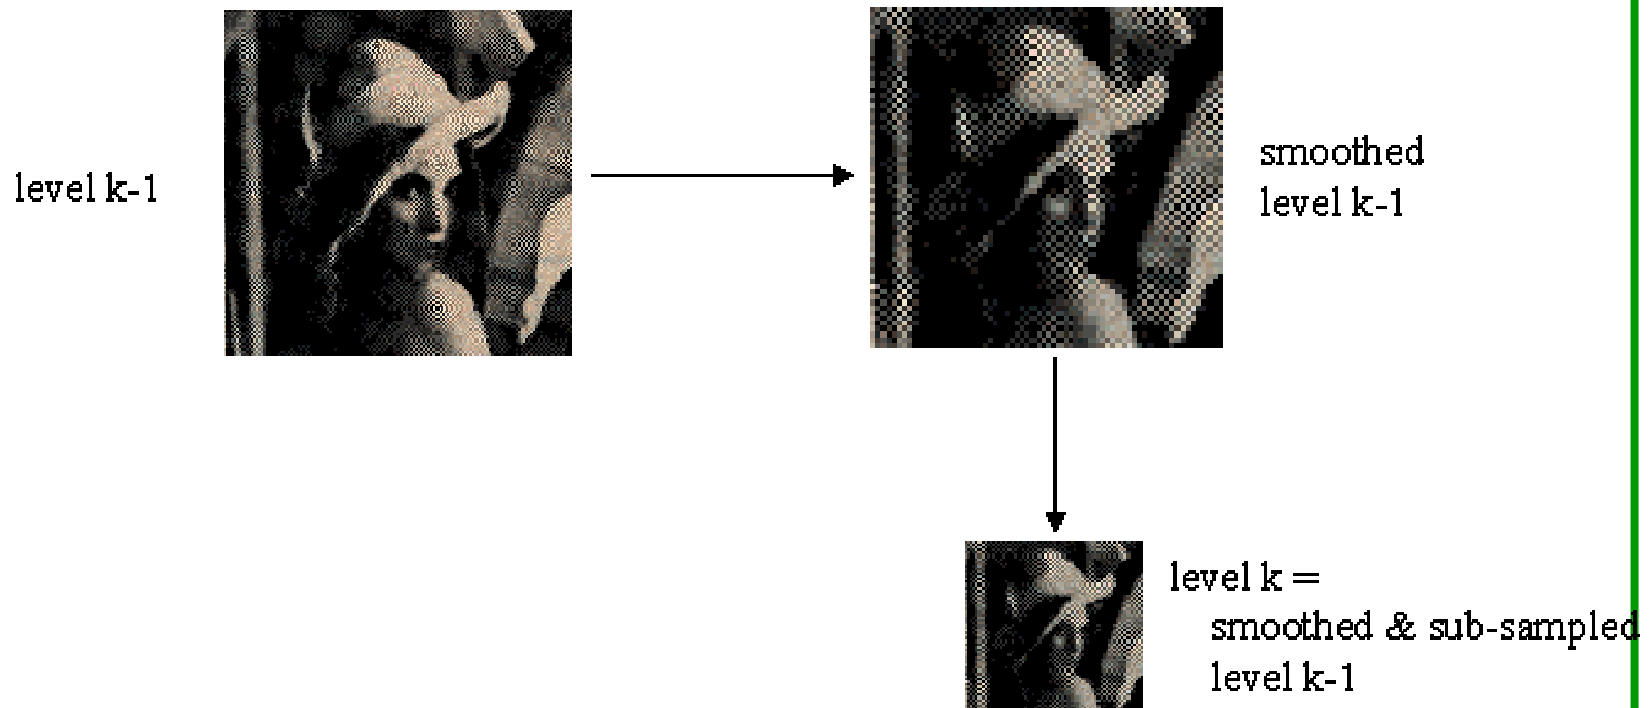 level k-1
smoothed
level k-1
level k =
smoothed & sub-sampled
level k-1